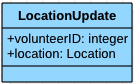 LocationUpdate
+volunteerID: integer
+location: Location